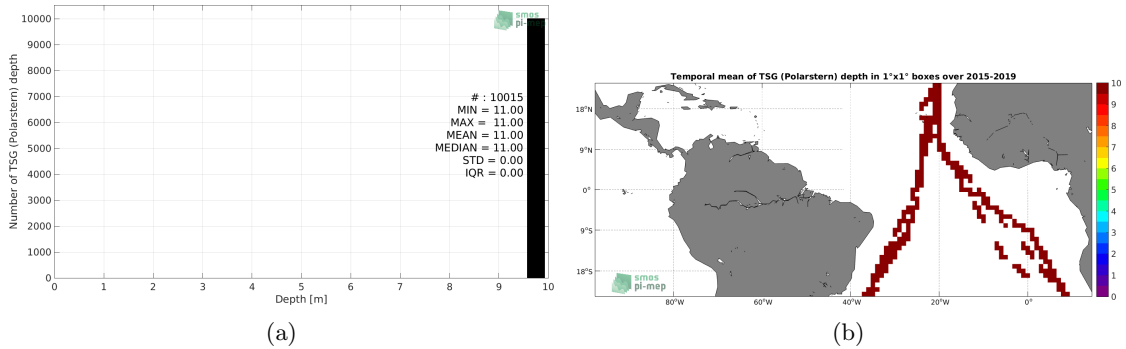 10000
9000
8000
7000
6000
5000
4000
3000
2000
1000
0
Number of TSG (Polarstern) depth
smos
pi-mep
# : 10015
MIN = 11.00
MAX = 11.00
MEAN = 11.00
MEDIAN = 11.00
STD = 0.00
IQR = 0.00
0 1 2 3 4 5 6 7 8 9 10
Depth [m]
(a)
Temporal mean of TSG (Polarstern) depth in 1°x1° boxes over 2015-2019
18°N
9°N
0°
9°S
18°S
smos
pi-mep
80°W 60°W 40°W 20°W 0°
10
9
8
7
6
5
4
3
2
1
0
(b)